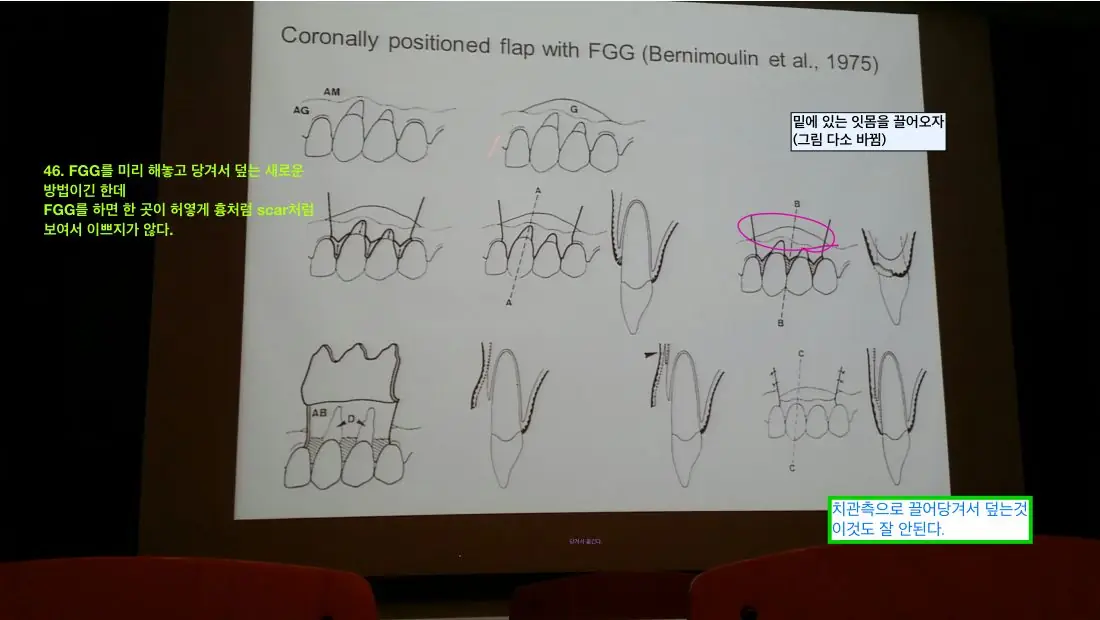 Coronally positioned flap with FGG (Bernimoulin et al., 1975)
AM
AG
G
밑에 있는 잇몸을 끌어오자
(그림 다소 바뀜)
46. FGG를 미리 해놓고 당겨서 덮는 새로운
방법이긴 한데
FGG를 하면 한 곳이 허옇게 흉처럼 scar처럼
보여서 이쁘지가 않다.
A
A
B
B
AB
D
C
C
치관측으로 끌어당겨서 덮는것
이것도 잘 안된다.